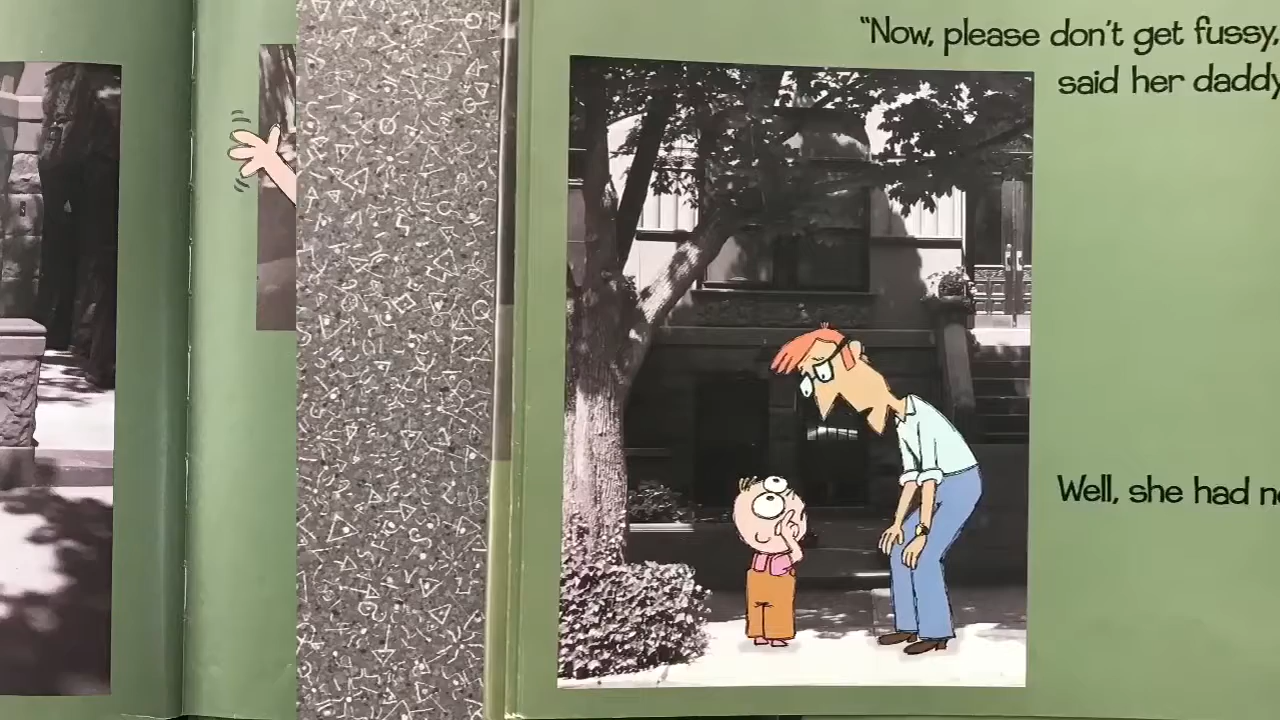 "Now, please don't get fussy,
said her daddy
Well, she had